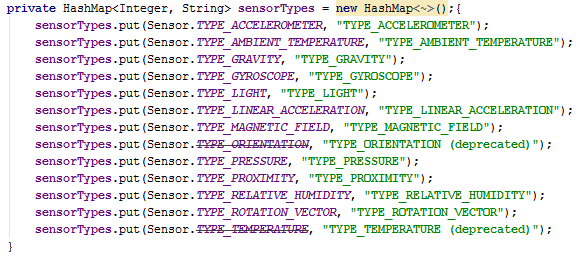 private HashMap<Integer, String> sensorTypes = new HashMap<~>();{
sensorTypes.put(Sensor.TYPE_ACCELEROMETER, "TYPE_ACCELEROMETER");
sensorTypes.put(Sensor.TYPE_AMBIENT_TEMPERATURE, "TYPE_AMBIENT_TEMPERATURE");
sensorTypes.put(Sensor.TYPE_GRAVITY, "TYPE_GRAVITY");
sensorTypes.put(Sensor.TYPE_GYROSCOPE, "TYPE_GYROSCOPE");
sensorTypes.put(Sensor.TYPE_LIGHT, "TYPE_LIGHT");
sensorTypes.put(Sensor.TYPE_LINEAR_ACCELERATION, "TYPE_LINEAR_ACCELERATION");
sensorTypes.put(Sensor.TYPE_MAGNETIC_FIELD, "TYPE_MAGNETIC_FIELD");
sensorTypes.put(Sensor.TYPE_ORIENTATION, "TYPE_ORIENTATION (deprecated)");
sensorTypes.put(Sensor.TYPE_PRESSURE, "TYPE_PRESSURE");
sensorTypes.put(Sensor.TYPE_PROXIMITY, "TYPE_PROXIMITY");
sensorTypes.put(Sensor.TYPE_RELATIVE_HUMIDITY, "TYPE_RELATIVE_HUMIDITY");
sensorTypes.put(Sensor.TYPE_ROTATION_VECTOR, "TYPE_ROTATION_VECTOR");
sensorTypes.put(Sensor.TYPE_TEMPERATURE, "TYPE_TEMPERATURE (deprecated)");
}